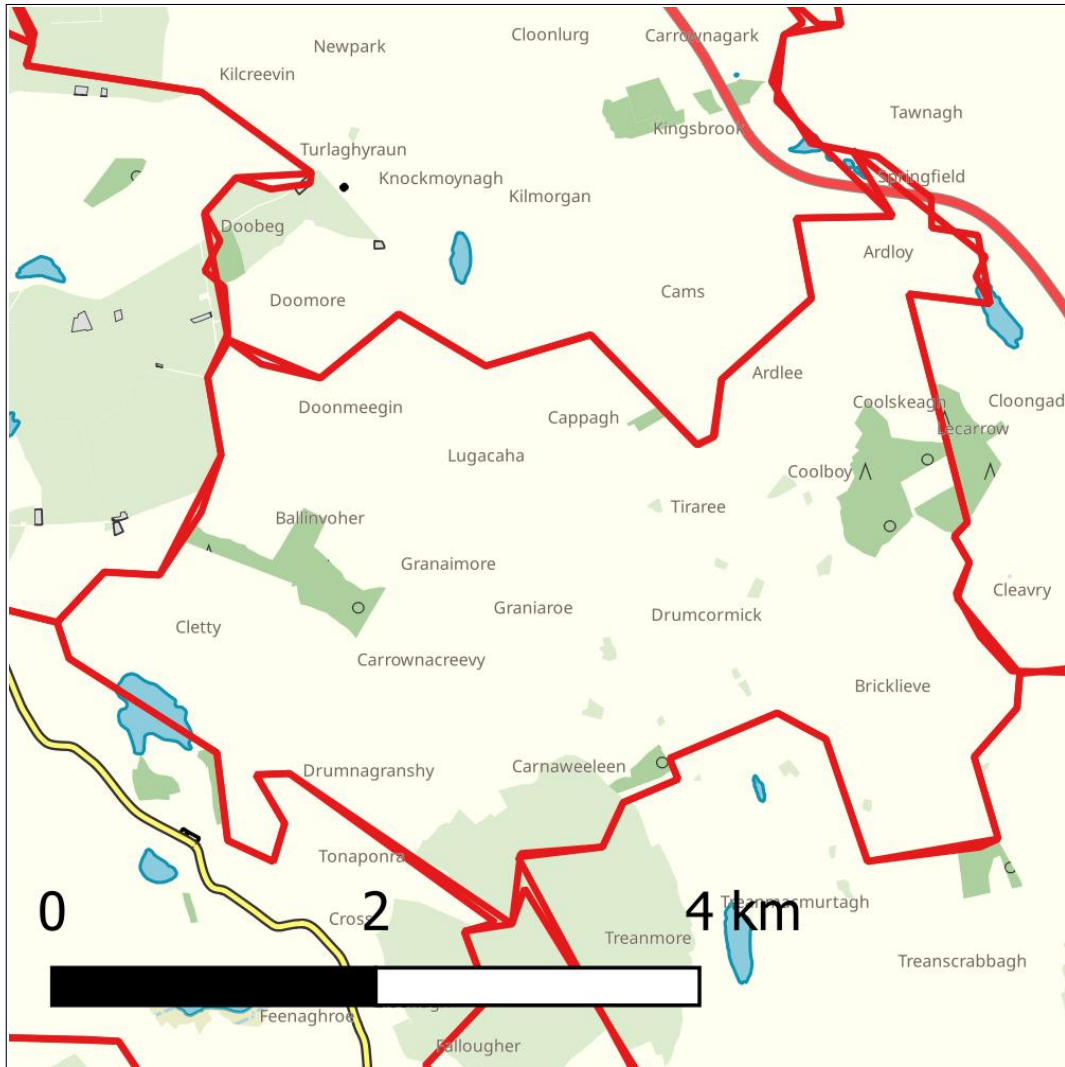 Cloonlurg
Carrownagark
Newpark
Kilcreevin
Tawnagh
Kingsbrook
Turlaghyraun
Knockmoynagh
Springfield
Kilmorgan
Doobeg
Ardloy
Cams
Doomore
Ardlee
Coolskeagh
Cloongad
Doonmeegin
Cappagh
Lecarrow
Lugacaha
Coolboy
Tiraree
Ballinvoher
Granaimore
Cleavry
Graniaroe
Drumcormick
Cletty
Carrownacreevy
Bricklieve
Drumnagranshy
Carnaweeleen
Tonaponra
Treanmacmurtagh
0 2 4 km
Cross
Treanmore
Treanscrabbagh
Feenaghroe
Fallougher